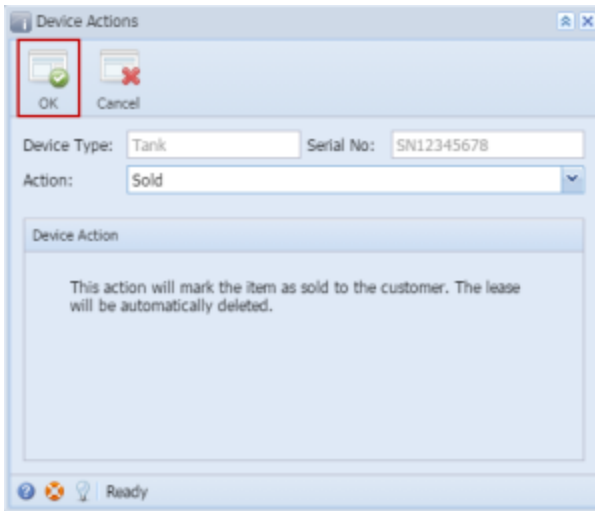 Device Actions
OK Cancel
Device Type: Tank Serial No: SN12345678
Action: Sold
Device Action
This action will mark the item as sold to the customer. The lease
will be automatically deleted.
Ready